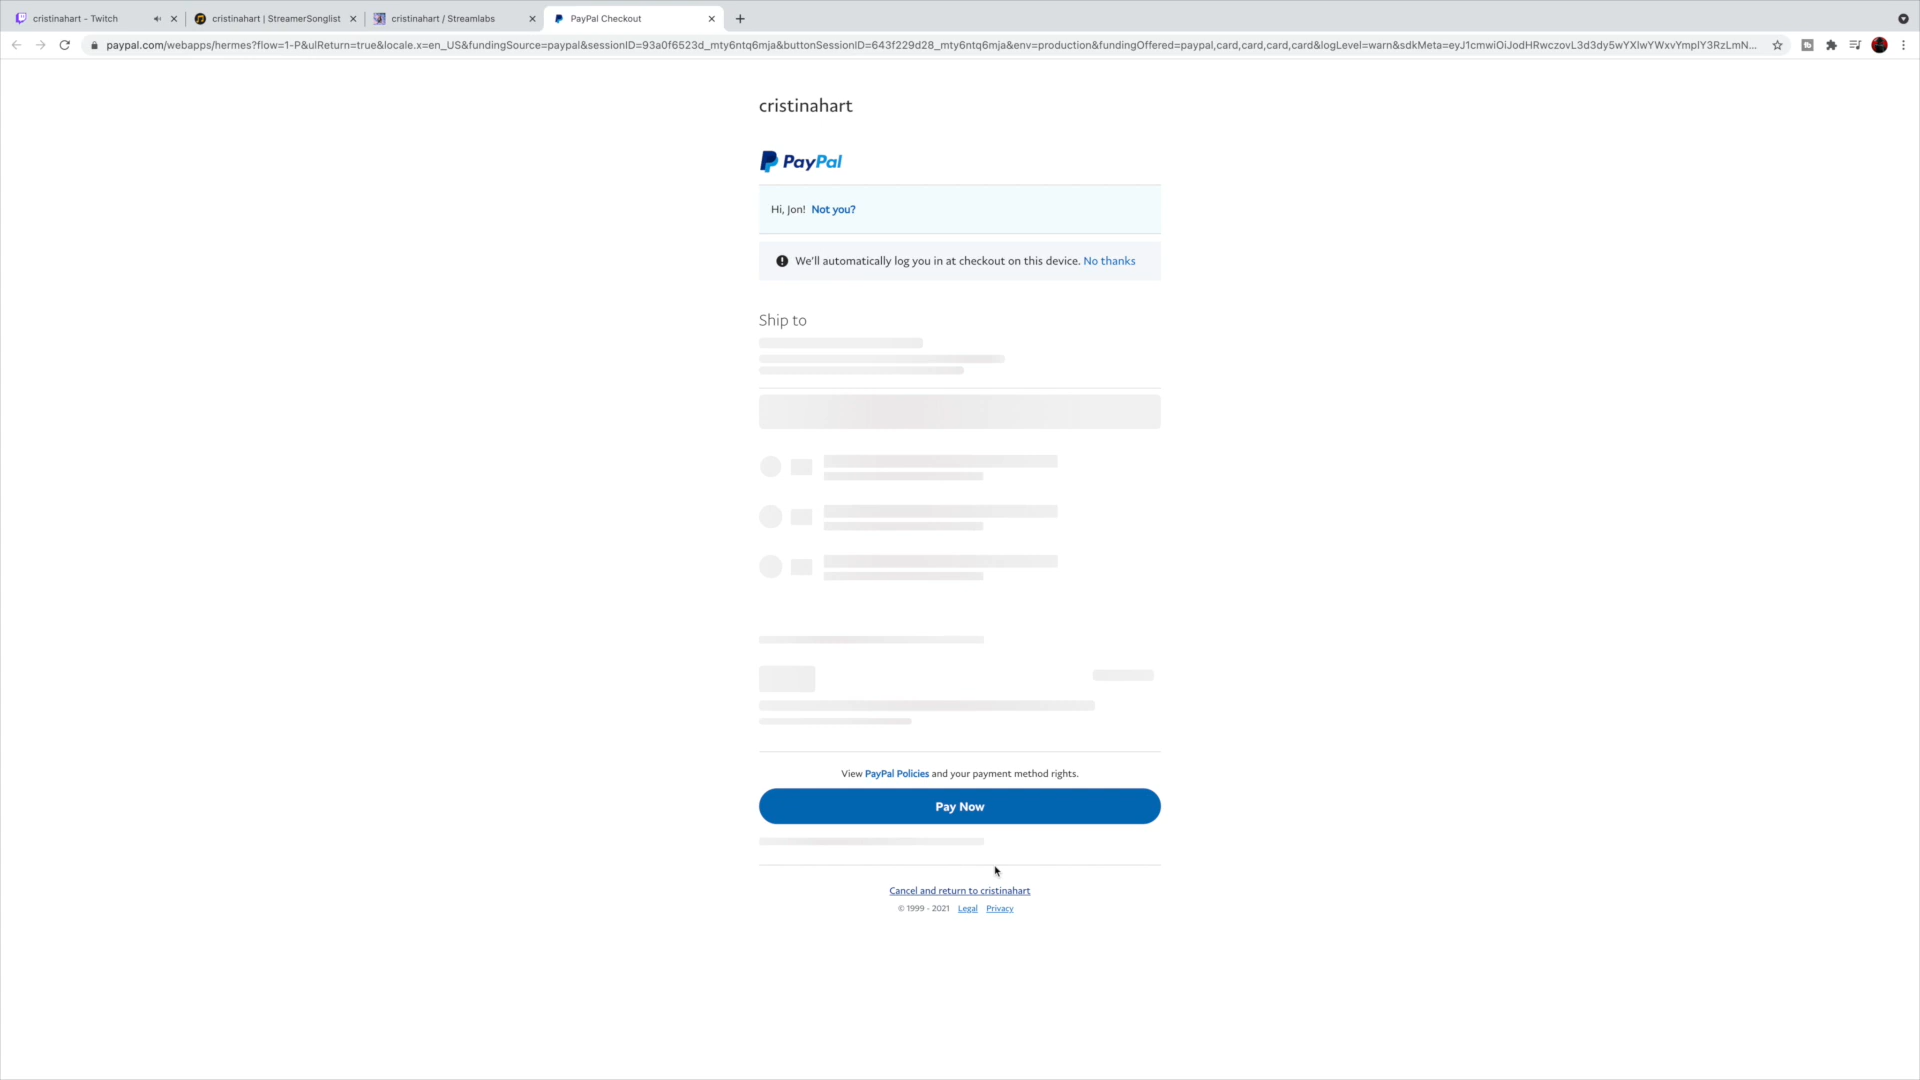 cristinahart - Twitch
cristinahart | StreamerSonglist
cristinahart / Streamlabs
PayPal Checkout
paypal.com/webapps/hermes?flow=1-P&ulReturn=true&locale.x=en_US&fundingSource=paypal&sessionID=93a0f6523d_mty6ntq6mja&buttonSessionID=643f229d28_mty6ntq6mja&env=production&fundingOffered=paypal,card,card,card,card&logLevel=warn&sdkMeta=eyJ1cmwiOiJodHRwczovL3d3dy5wYXlwYWxvYmplY3RzLmN...
cristinahart
PayPal
Hi, Jon! Not you?
We'll automatically log you in at checkout on this device. No thanks
Ship to
View PayPal Policies and your payment method rights.
Pay Now
Cancel and return to cristinahart
© 1999 - 2021 Legal Privacy